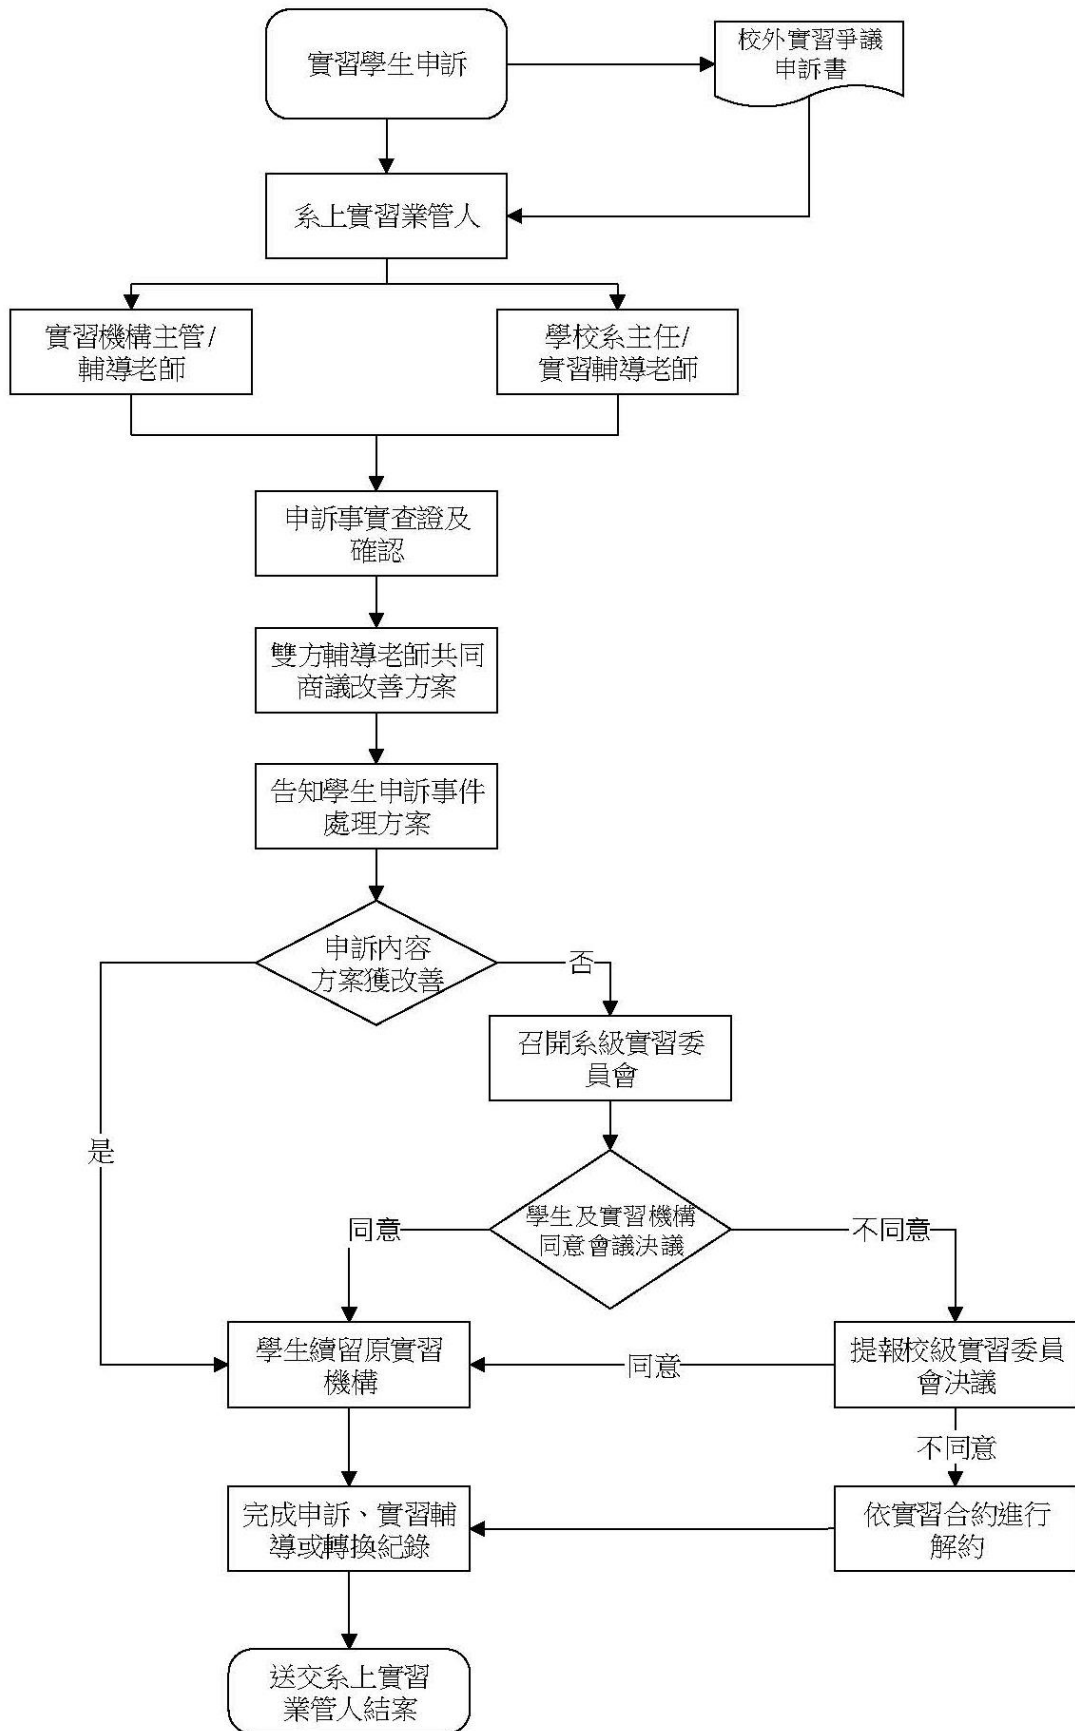 實習學生申訴
校外實習爭議
申訴書
系上實習業管人
實習機構主管/
輔導老師
學校系主任/
實習輔導老師
申訴事實查證及
確認
雙方輔導老師共同
商議改善方案
告知學生申訴事件
處理方案
申訴內容
方案獲改善
否
召開系級實習委
員會
是
學生及實習機構
同意會議決議
同意
不同意
學生續留原實習
機構
同意
提報校級實習委員
會決議
不同意
完成申訴、實習輔
導或轉換紀錄
依實習合約進行
解約
送交系上實習
業管人結案